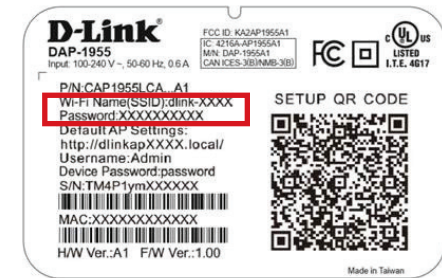 D-Link®
DAP-1955
Input: 100-240 V ~, 50-60 Hz, 0.6 A
FCC ID: KA2AP1955A1
IC: 4216A-AP1955A1
M/N: DAP-1955A1
CAN ICES-3(B)/NMB-3(B)
FC
c UL us
LISTED
I.T.E. 4G17
P/N:CAP1955LCA...A1
Wi-Fi Name(SSID):dlink-XXXX
Password:XXXXXXXXXX
Default AP Settings:
http://dlinkapXXXX.local/
Username:Admin
Device Password:password
S/N:TM4P1ymXXXXXX
MAC:XXXXXXXXXXXX
H/W Ver.:A1 F/W Ver.:1.00
SETUP QR CODE
Made in Taiwan